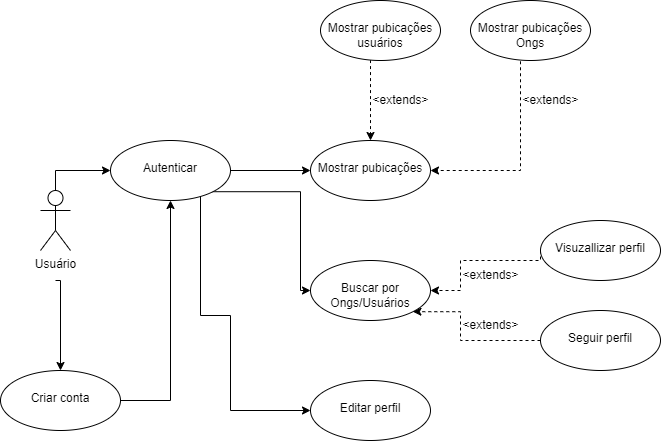 Mostrar pubicações
usuários
Mostrar pubicações
Ongs
<extends>
<extends>
Autenticar
Mostrar pubicações
Usuário
Visuzallizar perfil
<extends>
Buscar por
Ongs/Usuários
<extends>
Seguir perfil
Criar conta
Editar perfil